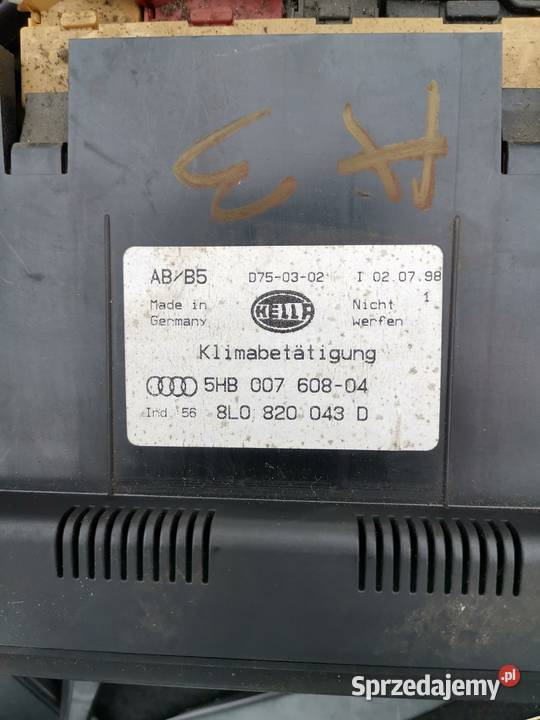 A3
AB/B5 D75-03-02 I 02.07.98
Made in Germany
HELLA
Nicht werfen
1
Klimabetätigung
5HB 007 608-04
Ind 56 8L0 820 043 D
Sprzedajemy.pl